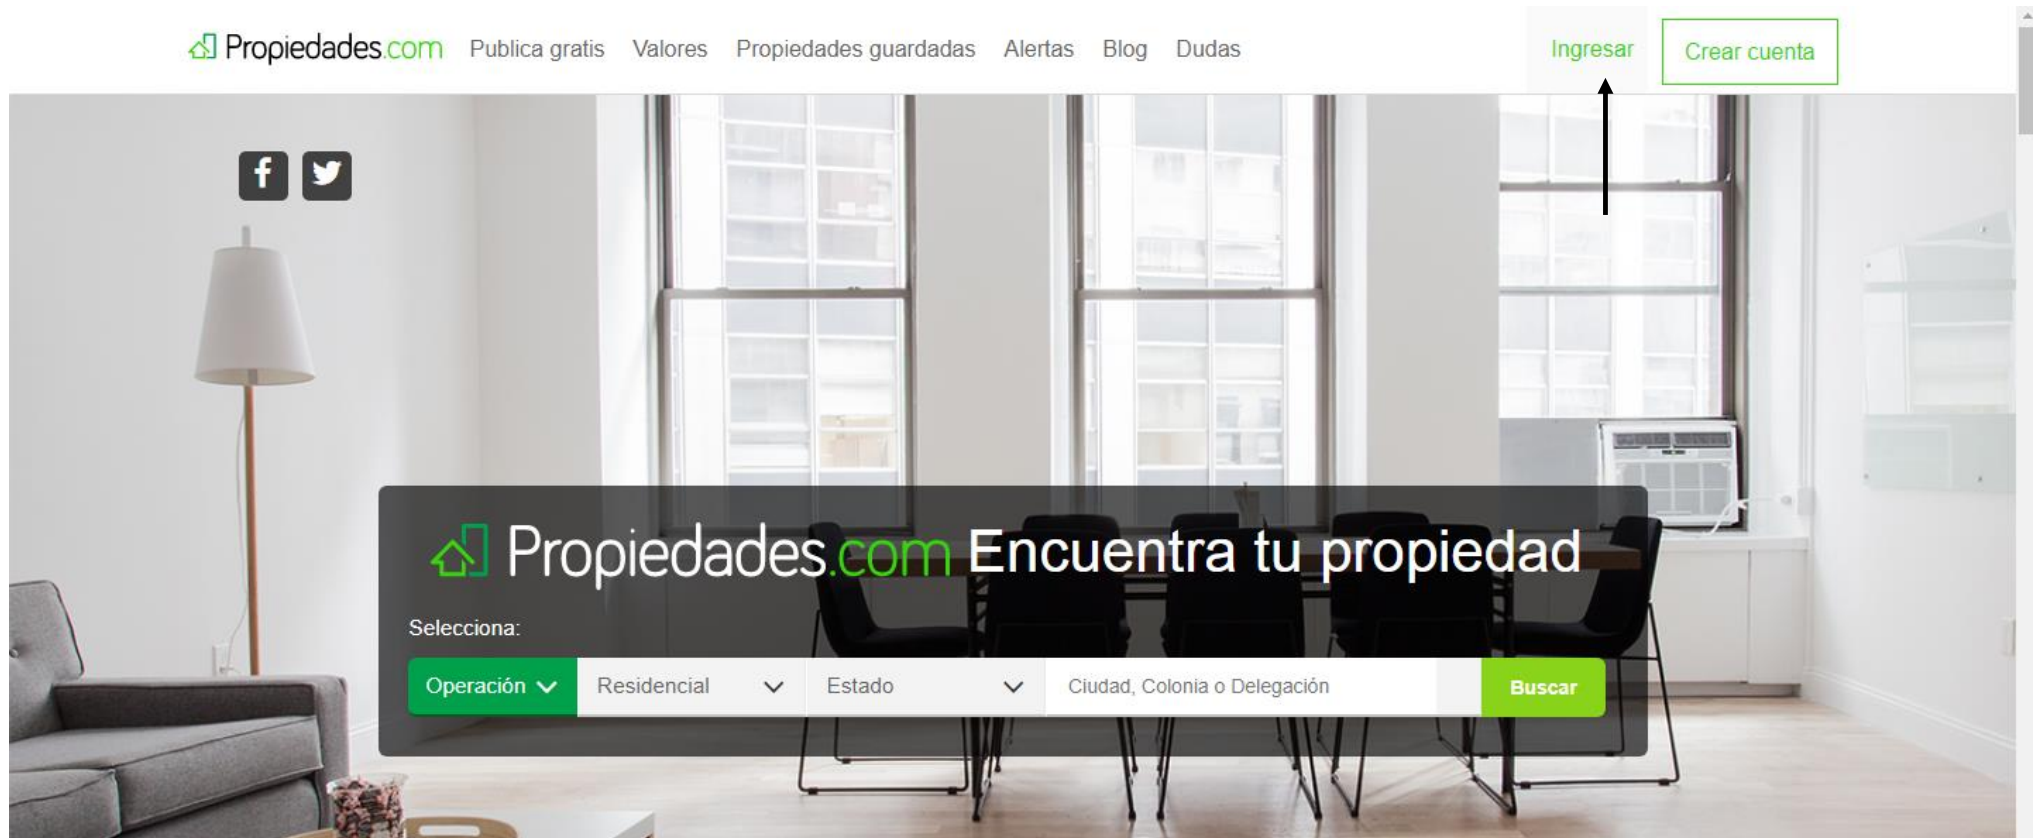 Propiedades.com Publica gratis Valores Propiedades guardadas Alertas Blog Dudas Ingresar Crear cuenta
Propiedades.com Encuentra tu propiedad
Selecciona:
Operación Residencial Estado Ciudad, Colonia o Delegación Buscar